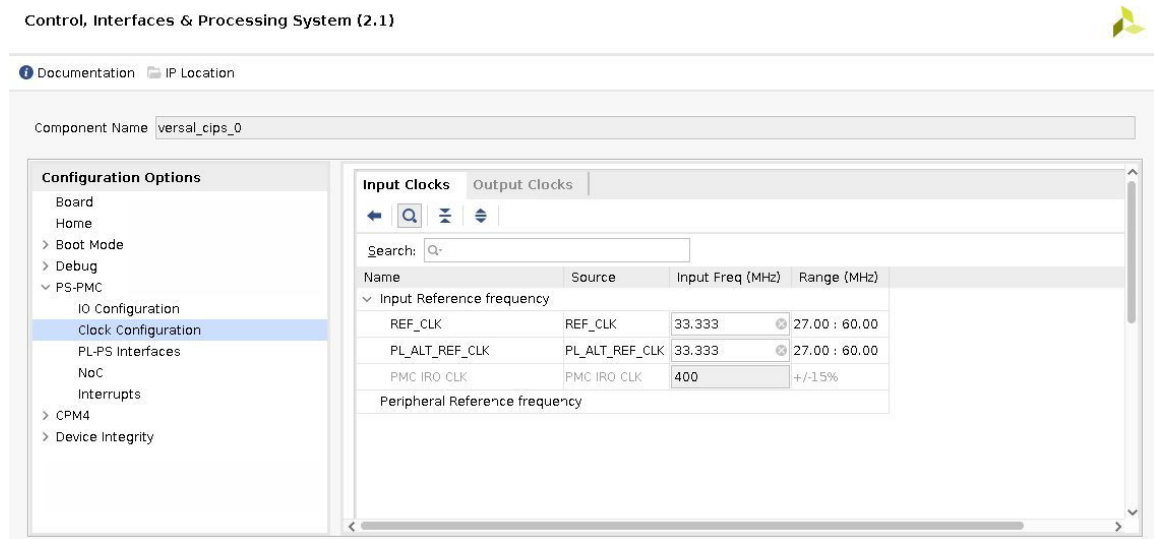 Control, Interfaces & Processing System (2.1)
Documentation IP Location
Component Name versal_cips_0
Configuration Options
Board
Home
Boot Mode
Debug
PS-PMC
IO Configuration
Clock Configuration
PL-PS Interfaces
NoC
Interrupts
CPM4
Device Integrity
Input Clocks Output Clocks
Search:
Name Source Input Freq (MHz) Range (MHz)
Input Reference frequency
REF_CLK REF_CLK 33.333 27.00 : 60.00
PL_ALT_REF_CLK PL_ALT_REF_CLK 33.333 27.00 : 60.00
PMC IRO CLK PMC IRO CLK 400 +/-15%
Peripheral Reference frequency